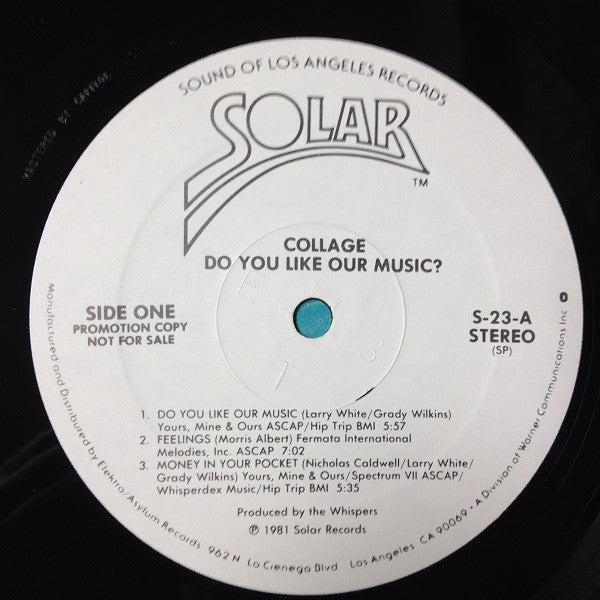 MASTERED BY CAPITOL
SOUND OF LOS ANGELES RECORDS
SOLAR
TM
COLLAGE
DO YOU LIKE OUR MUSIC?
SIDE ONE
PROMOTION COPY
NOT FOR SALE
S-23-A
STEREO
(SP)
1. DO YOU LIKE OUR MUSIC (Larry White/Grady Wilkins)
Yours, Mine & Ours ASCAP/Hip Trip BMI 5:57
2. FEELINGS (Morris Albert) Fermata International
Melodies, Inc. ASCAP 7:02
3. MONEY IN YOUR POCKET (Nicholas Caldwell/Larry White/
Grady Wilkins) Yours, Mine & Ours/Spectrum VII ASCAP/
Whisperdex Music/Hip Trip BMI 5:35
Produced by the Whispers
℗ 1981 Solar Records
Manufactured and Distributed by Elektra/Asylum Records 962 N. La Cienega Blvd Los Angeles CA 90069 • A Division of Warner Communications Inc